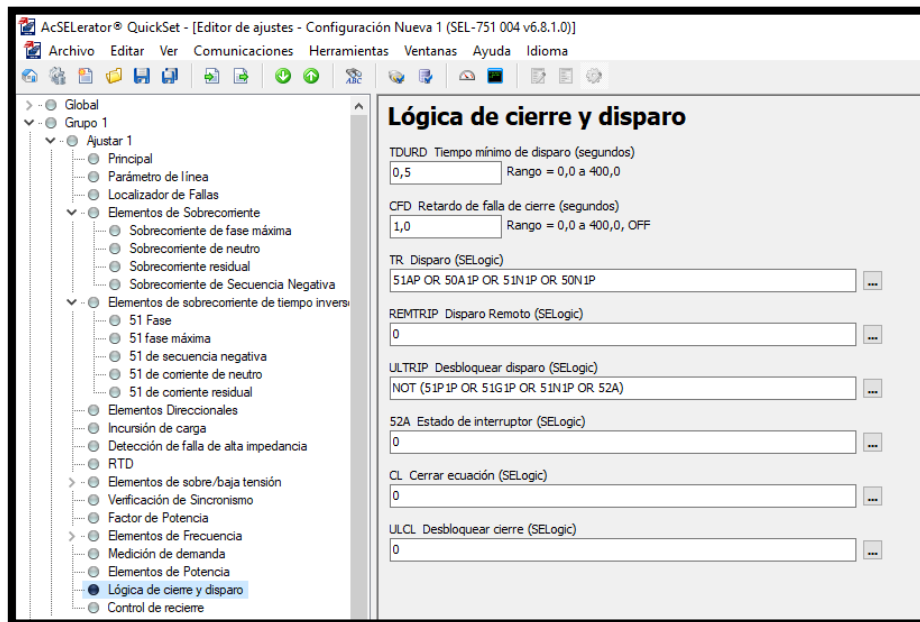 AcSELerator® QuickSet - [Editor de ajustes - Configuración Nueva 1 (SEL-751 004 v6.8.1.0)]
Archivo Editar Ver Comunicaciones Herramientas Ventanas Ayuda Idioma
Global
Grupo 1
Ajustar 1
Principal
Parámetro de línea
Localizador de Fallas
Elementos de Sobrecorriente
Sobrecorriente de fase máxima
Sobrecorriente de neutro
Sobrecorriente residual
Sobrecorriente de Secuencia Negativa
Elementos de sobrecorriente de tiempo invers
51 Fase
51 fase máxima
51 de secuencia negativa
51 de corriente de neutro
51 de corriente residual
Elementos Direccionales
Incursión de carga
Detección de falla de alta impedancia
RTD
Elementos de sobre/baja tensión
Verificación de Sincronismo
Factor de Potencia
Elementos de Frecuencia
Medición de demanda
Elementos de Potencia
Lógica de cierre y disparo
Control de recierre
Lógica de cierre y disparo
TDURD Tiempo mínimo de disparo (segundos)
0,5 Rango = 0,0 a 400,0
CFD Retardo de falla de cierre (segundos)
1,0 Rango = 0,0 a 400,0, OFF
TR Disparo (SELogic)
51AP OR 50A1P OR 51N1P OR 50N1P ...
REMTRIP Disparo Remoto (SELogic)
0 ...
ULTRIP Desbloquear disparo (SELogic)
NOT (51P1P OR 51G1P OR 51N1P OR 52A) ...
52A Estado de interruptor (SELogic)
0 ...
CL Cerrar ecuación (SELogic)
0 ...
ULCL Desbloquear cierre (SELogic)
0 ...